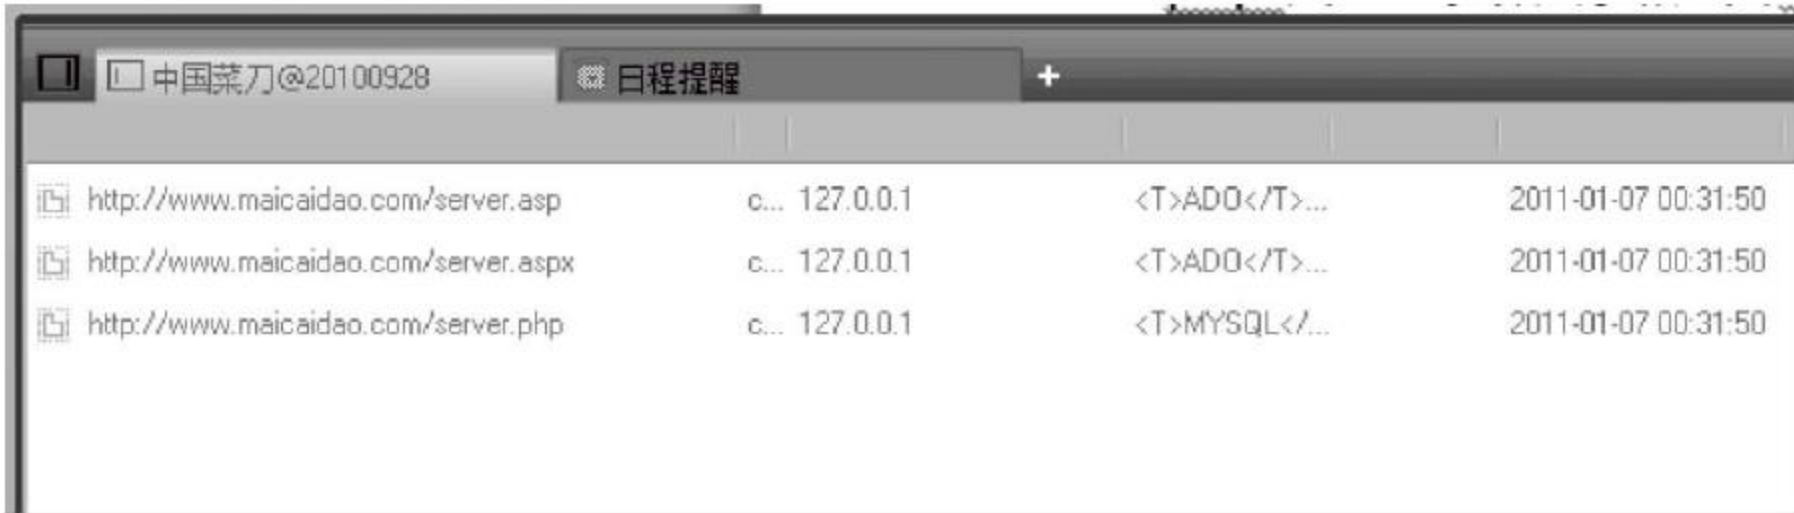 中国菜刀@20100928 日程提醒 +
http://www.maicaidao.com/server.asp c... 127.0.0.1 <T>ADO</T>... 2011-01-07 00:31:50
http://www.maicaidao.com/server.aspx c... 127.0.0.1 <T>ADO</T>... 2011-01-07 00:31:50
http://www.maicaidao.com/server.php c... 127.0.0.1 <T>MYSQL</... 2011-01-07 00:31:50